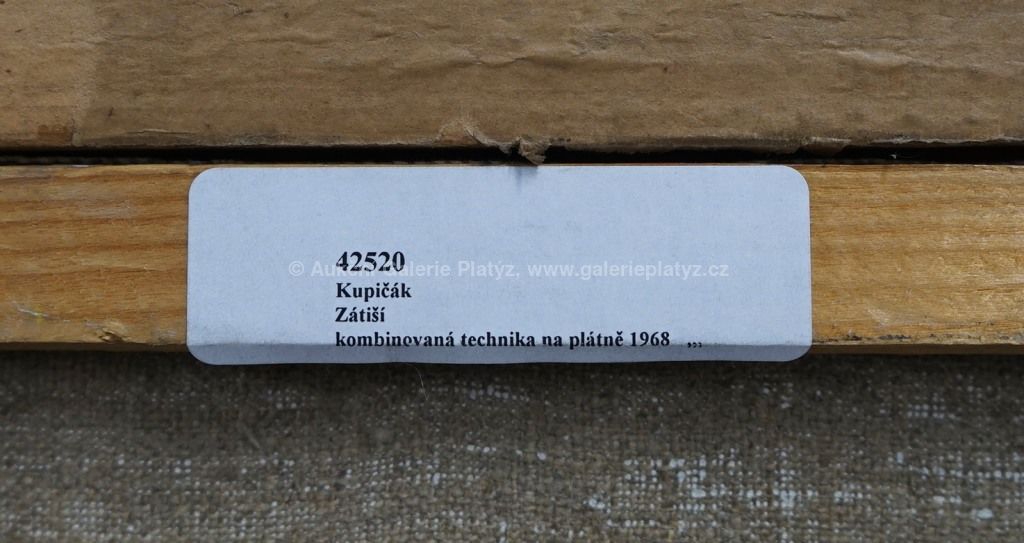 42520
© Aukční Galerie Platýz, www.galerieplatyz.cz
Kupičák
Zátiší
kombinovaná technika na plátně 1968 ,,,